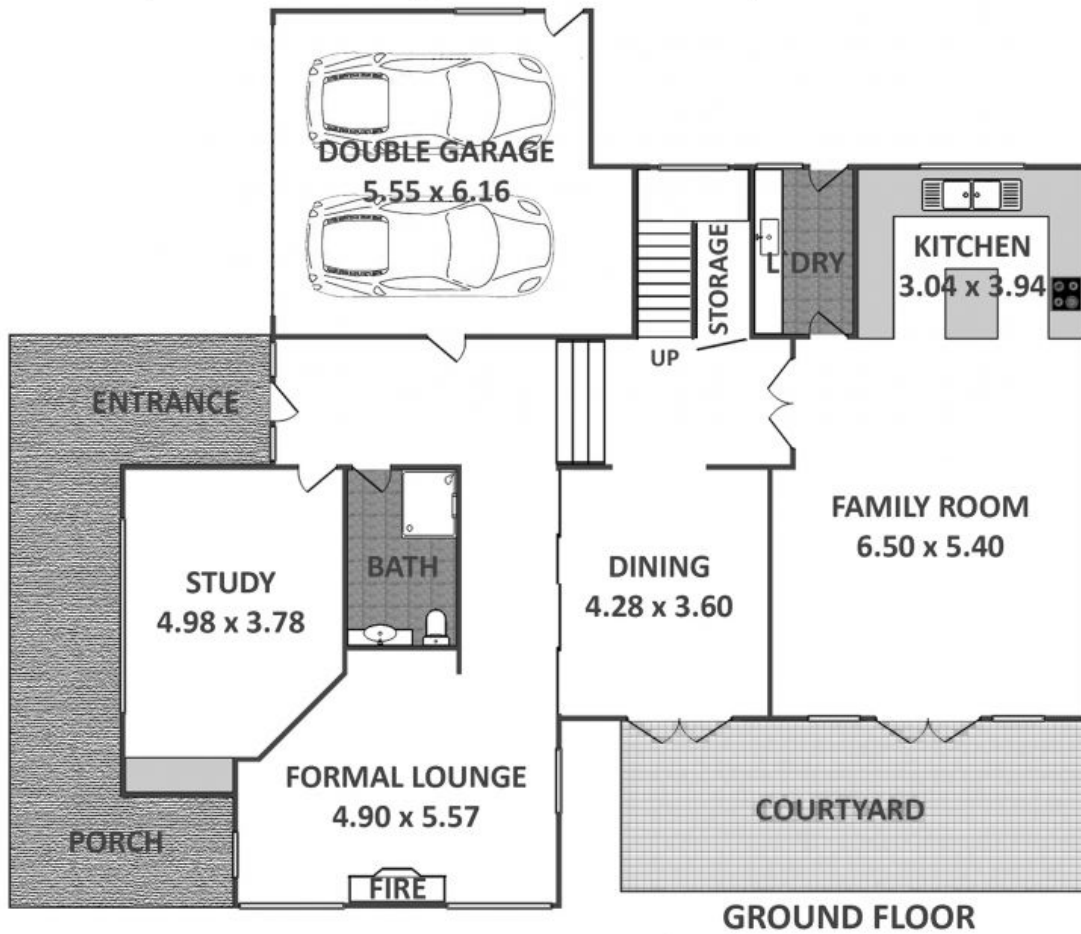 DOUBLE GARAGE
5.55 x 6.16
STORAGE
L'DRY
KITCHEN
3.04 x 3.94
UP
ENTRANCE
FAMILY ROOM
6.50 x 5.40
BATH
DINING
4.28 x 3.60
STUDY
4.98 x 3.78
FORMAL LOUNGE
4.90 x 5.57
COURTYARD
PORCH
FIRE
GROUND FLOOR